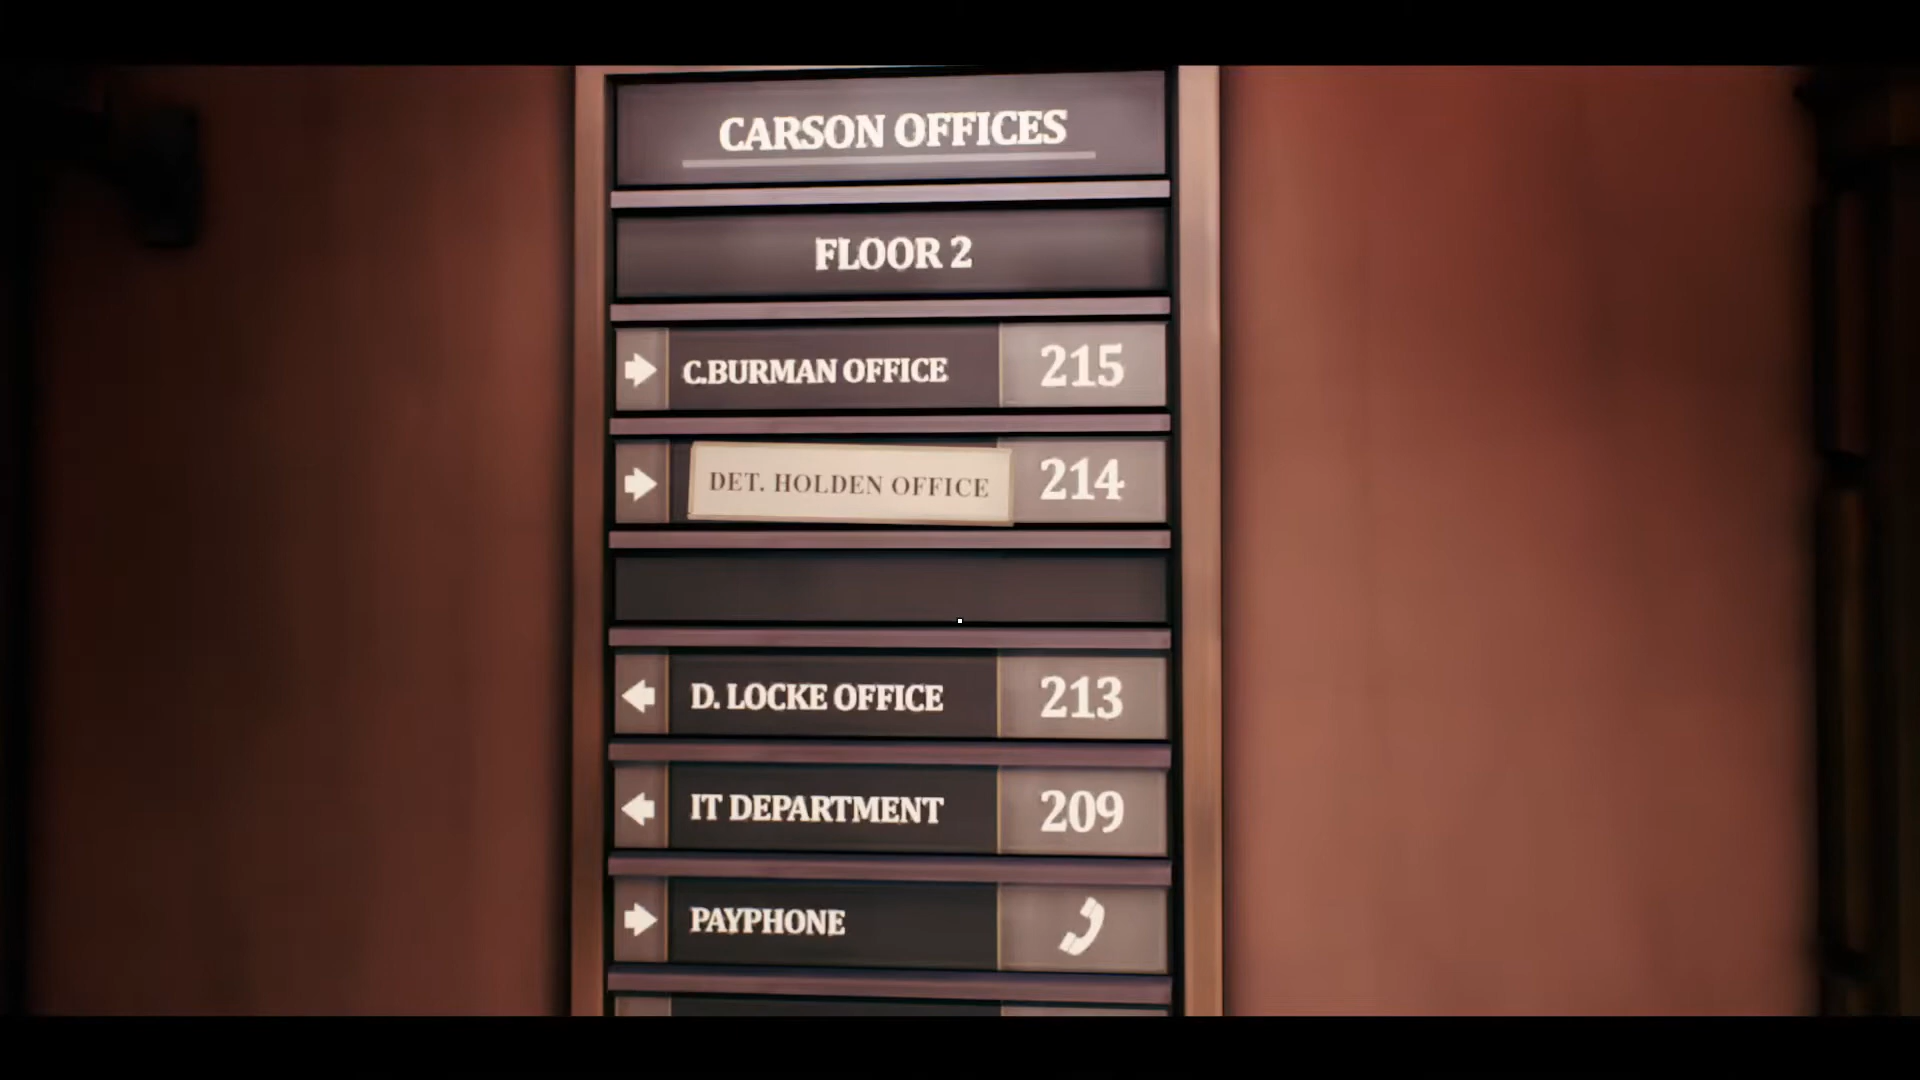 CARSON OFFICES
FLOOR 2
C.BURMAN OFFICE 215
DET. HOLDEN OFFICE 214
D. LOCKE OFFICE 213
IT DEPARTMENT 209
PAYPHONE